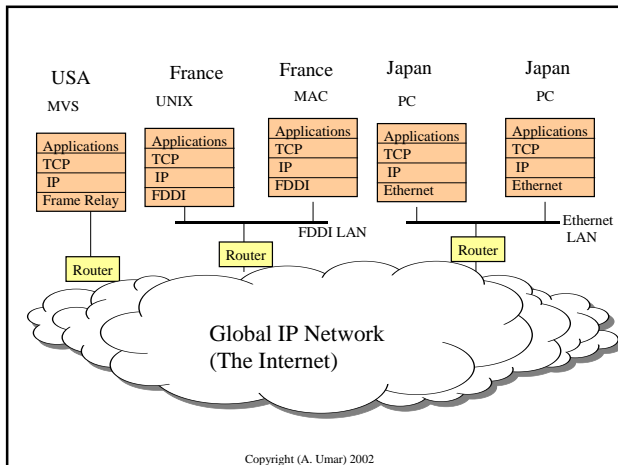 USA
France
France
Japan
Japan
MVS
UNIX
MAC
PC
PC
Applications
TCP
IP
Frame Relay
Applications
TCP
IP
FDDI
Applications
TCP
IP
FDDI
Applications
TCP
IP
Ethernet
Applications
TCP
IP
Ethernet
FDDI LAN
Ethernet
LAN
Router
Router
Router
Global IP Network
(The Internet)
Copyright (A. Umar) 2002